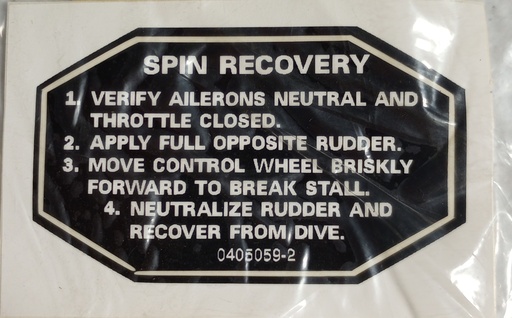 SPIN RECOVERY
1. VERIFY AILERONS NEUTRAL AND
THROTTLE CLOSED.
2. APPLY FULL OPPOSITE RUDDER.
3. MOVE CONTROL WHEEL BRISKLY
FORWARD TO BREAK STALL.
4. NEUTRALIZE RUDDER AND
RECOVER FROM DIVE.
0405059-2